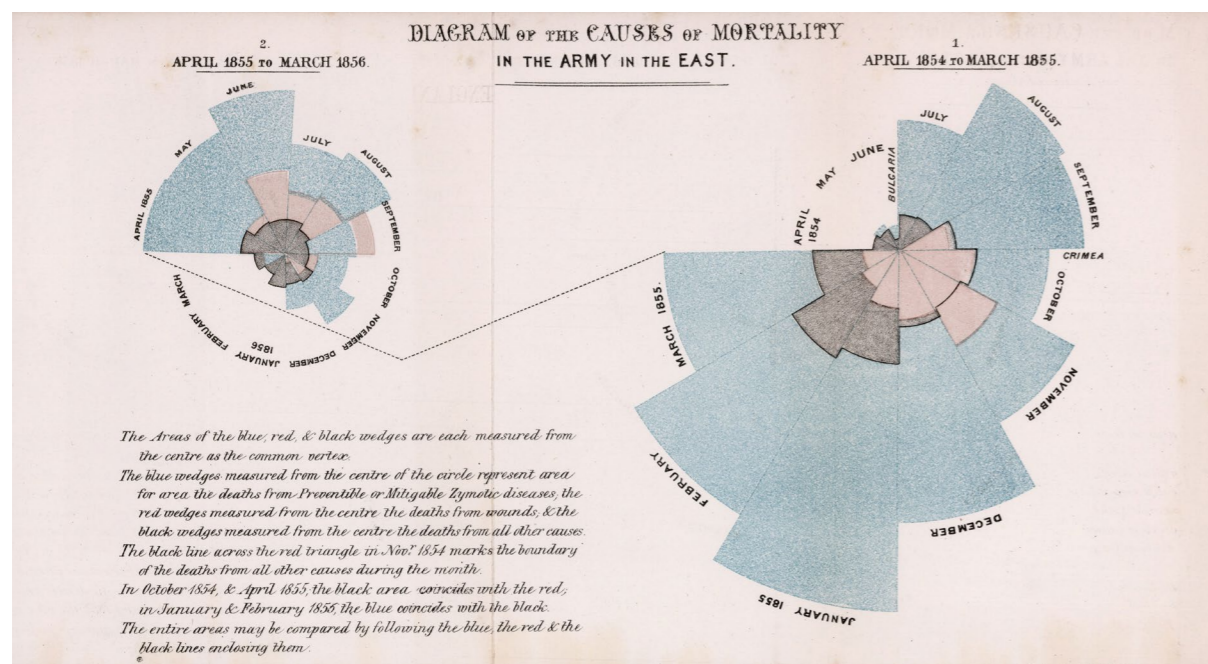 DIAGRAM OF THE CAUSES OF MORTALITY
IN THE ARMY IN THE EAST.
2.
APRIL 1855 TO MARCH 1856.
1.
APRIL 1854 TO MARCH 1855.
APRIL 1855
MAY
JUNE
JULY
AUGUST
SEPTEMBER
OCTOBER
NOVEMBER
DECEMBER
JANUARY
1856
FEBRUARY
MARCH
APRIL
1854
MAY
JUNE
BULGARIA
JULY
AUGUST
SEPTEMBER
CRIMEA
OCTOBER
NOVEMBER
DECEMBER
JANUARY 1855
FEBRUARY
MARCH 1855.
The Areas of the blue, red, & black wedges are each measured from
the centre as the common vertex.
The blue wedges measured from the centre of the circle represent area
for area the deaths from Preventible or Mitigable Zymotic diseases, the
red wedges measured from the centre the deaths from wounds, & the
black wedges measured from the centre the deaths from all other causes.
The black line across the red triangle in Novr. 1854 marks the boundary
of the deaths from all other causes during the month.
In October 1854, & April 1855, the black area coincides with the red,
in January & February 1856, the blue coincides with the black.
The entire areas may be compared by following the blue, the red & the
black lines enclosing them.